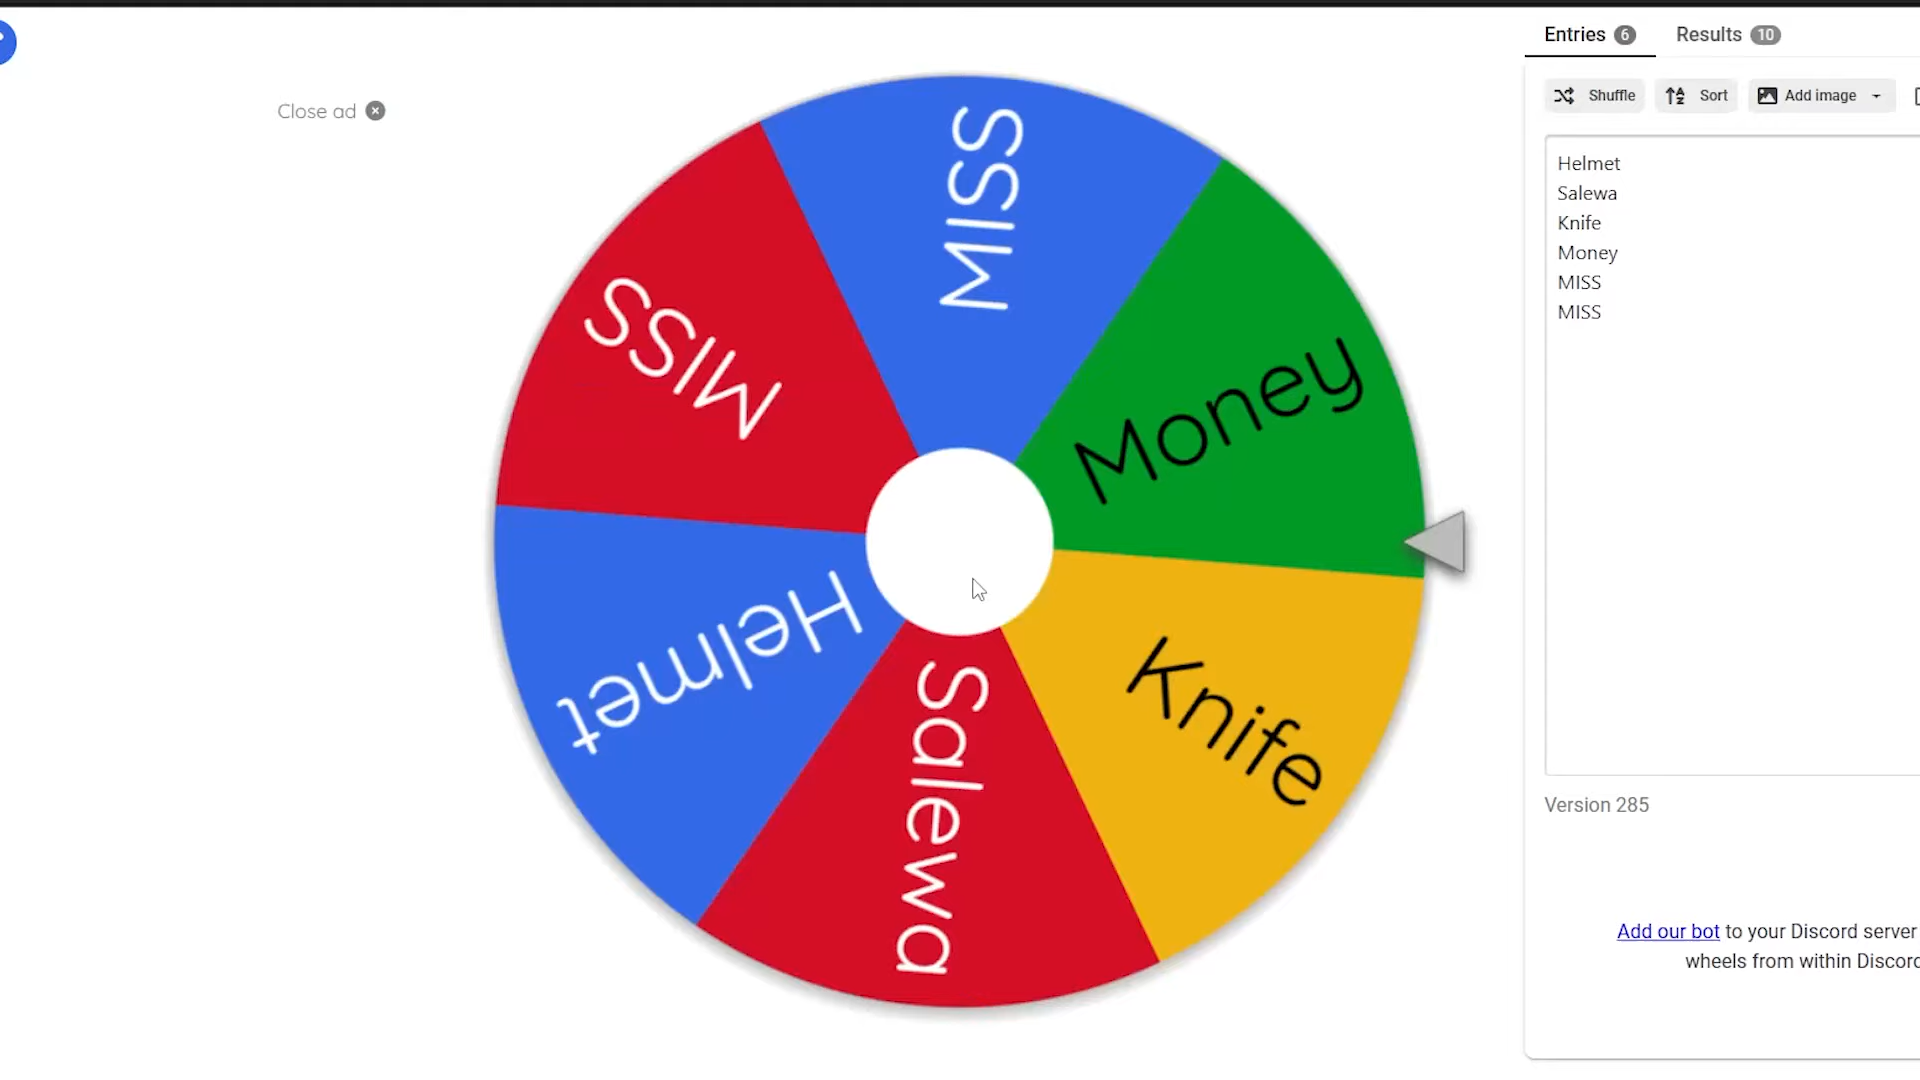 Entries 6 Results 10
Close ad
Shuffle Sort Add image
MISS
MISS
Money
Helmet
Knife
Salewa
Helmet
Salewa
Knife
Money
MISS
MISS
Version 285
Add our bot to your Discord server
wheels from within Discord